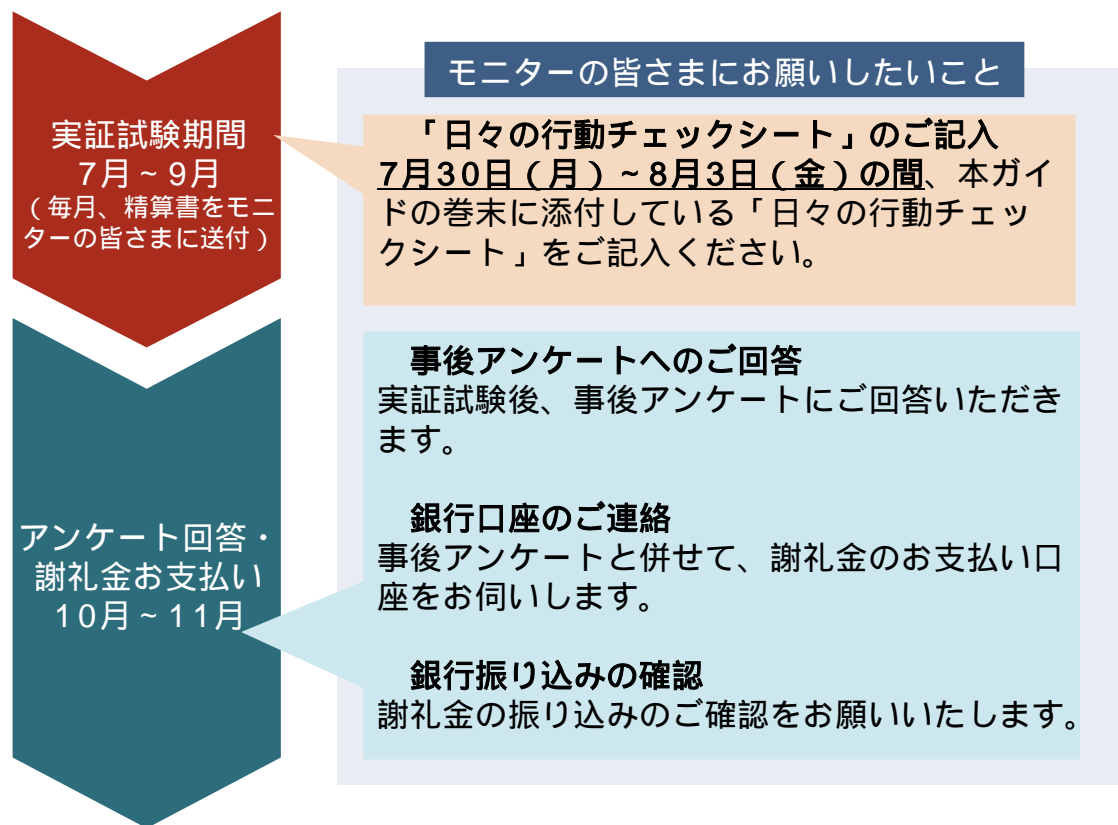 モニターの皆さまにお願いしたいこと
実証試験期間
7月~9月
(毎月、精算書をモニ
ターの皆さまに送付)
「日々の行動チェックシート」のご記入
7月30日(月)~8月3日(金)の間、本ガイ
ドの巻末に添付している「日々の行動チェッ
クシート」をご記入ください。
アンケート回答・
謝礼金お支払い
10月~11月
事後アンケートへのご回答
実証試験後、事後アンケートにご回答いただき
ます。
銀行口座のご連絡
事後アンケートと併せて、謝礼金のお支払い口
座をお伺いします。
銀行振り込みの確認
謝礼金の振り込みのご確認をお願いいたします。